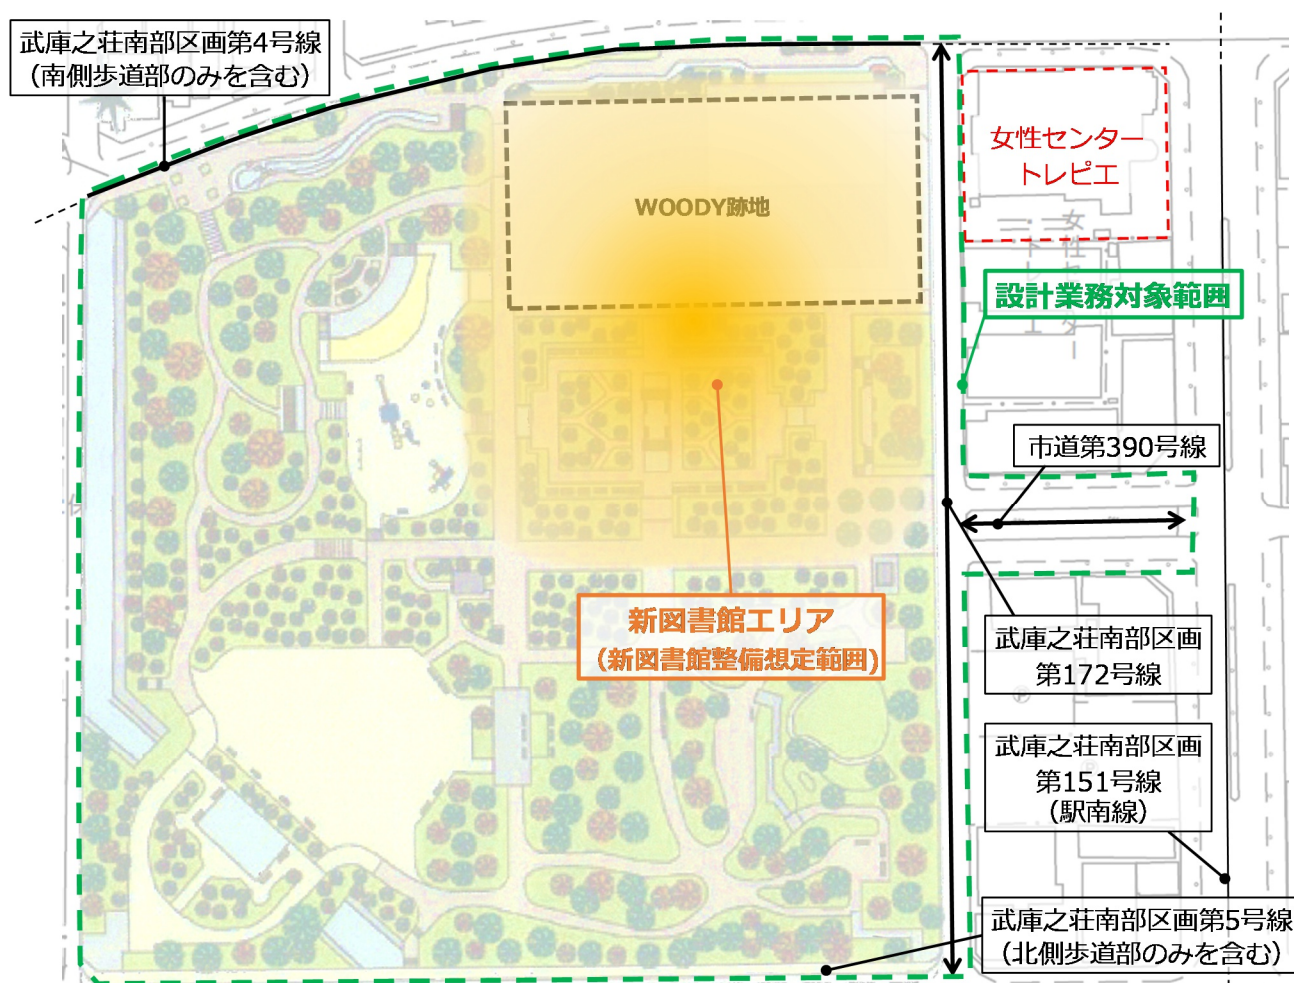 武庫之荘南部区画第4号線
（南側歩道部のみを含む）
女性センター
トレピエ
WOODY跡地
設計業務対象範囲
市道第390号線
新図書館エリア
（新図書館整備想定範囲)
武庫之荘南部区画
第172号線
武庫之荘南部区画
第151号線
（駅南線）
武庫之荘南部区画第5号線
（北側歩道部のみを含む）